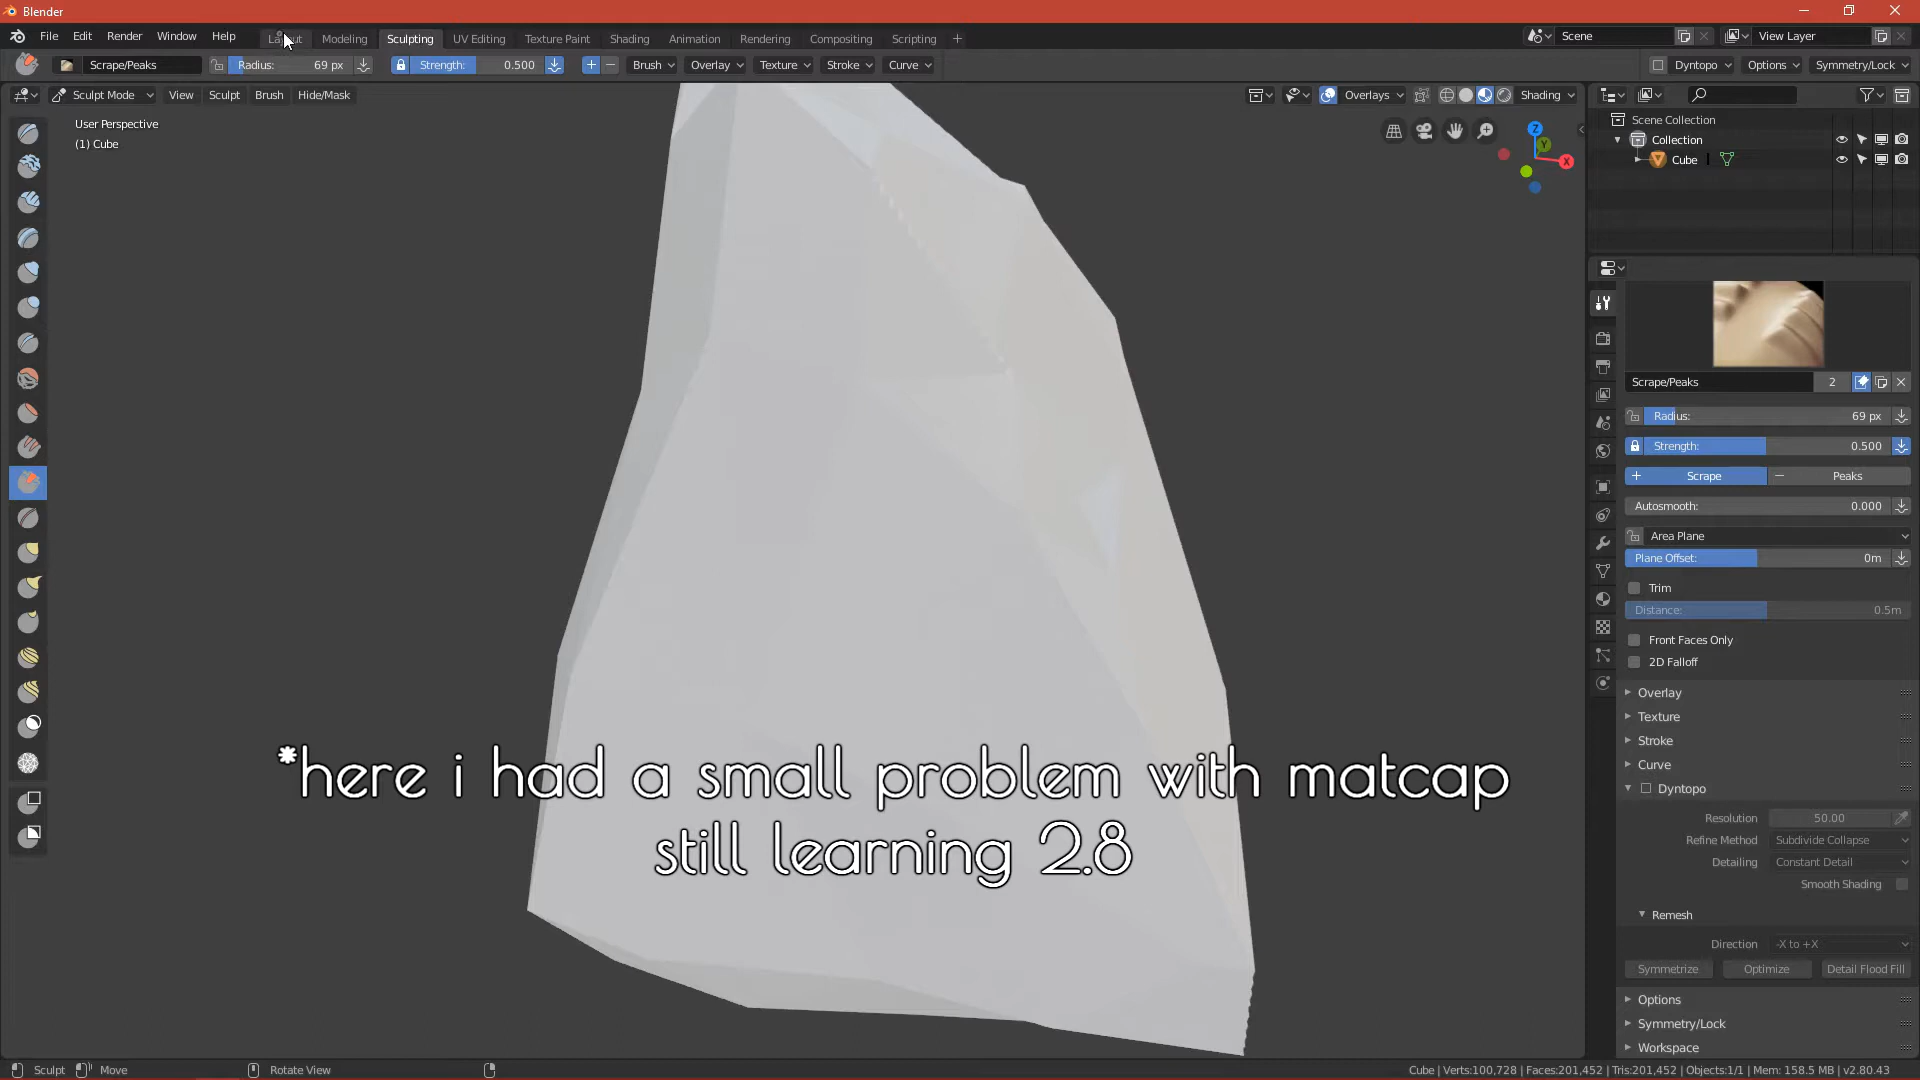 Blender
File Edit Render Window Help Layout Modeling Sculpting UV Editing Texture Paint Shading Animation Rendering Compositing Scripting + Scene View Layer
Scrape/Peaks Radius: 69 px Strength: 0.500 + − Brush Overlay Texture Stroke Curve Dyntopo Options Symmetry/Lock
Sculpt Mode View Sculpt Brush Hide/Mask Overlays Shading
User Perspective
(1) Cube
Z
Y
X
Scene Collection
Collection
Cube
Scrape/Peaks 2
Radius: 69 px
Strength: 0.500
+ Scrape − Peaks
Autosmooth: 0.000
Area Plane
Plane Offset: 0m
Trim
Distance: 0.5m
Front Faces Only
2D Falloff
Overlay
Texture
Stroke
Curve
Dyntopo
Resolution 50.00
Refine Method Subdivide Collapse
Detailing Constant Detail
Smooth Shading
Remesh
Direction -X to +X
Symmetrize Optimize Detail Flood Fill
Options
Symmetry/Lock
Workspace
*here i had a small problem with matcap
still learning 2.8
Sculpt Move Rotate View Cube | Verts:100,728 | Faces:201,452 | Tris:201,452 | Objects:1/1 | Mem: 158.5 MB | v2.80.43